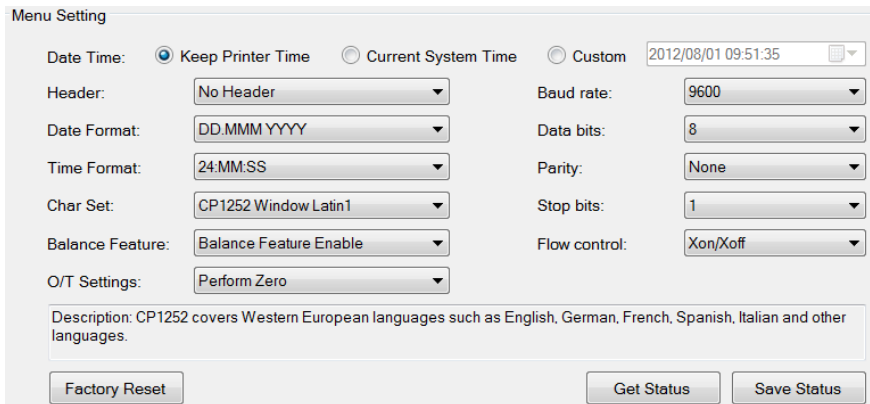 Menu Setting
Date Time: Keep Printer Time Current System Time Custom 2012/08/01 09:51:35
Header: No Header Baud rate: 9600
Date Format: DD.MMM YYYY Data bits: 8
Time Format: 24:MM:SS Parity: None
Char Set: CP1252 Window Latin1 Stop bits: 1
Balance Feature: Balance Feature Enable Flow control: Xon/Xoff
O/T Settings: Perform Zero
Description: CP1252 covers Western European languages such as English, German, French, Spanish, Italian and other
languages.
Factory Reset Get Status Save Status